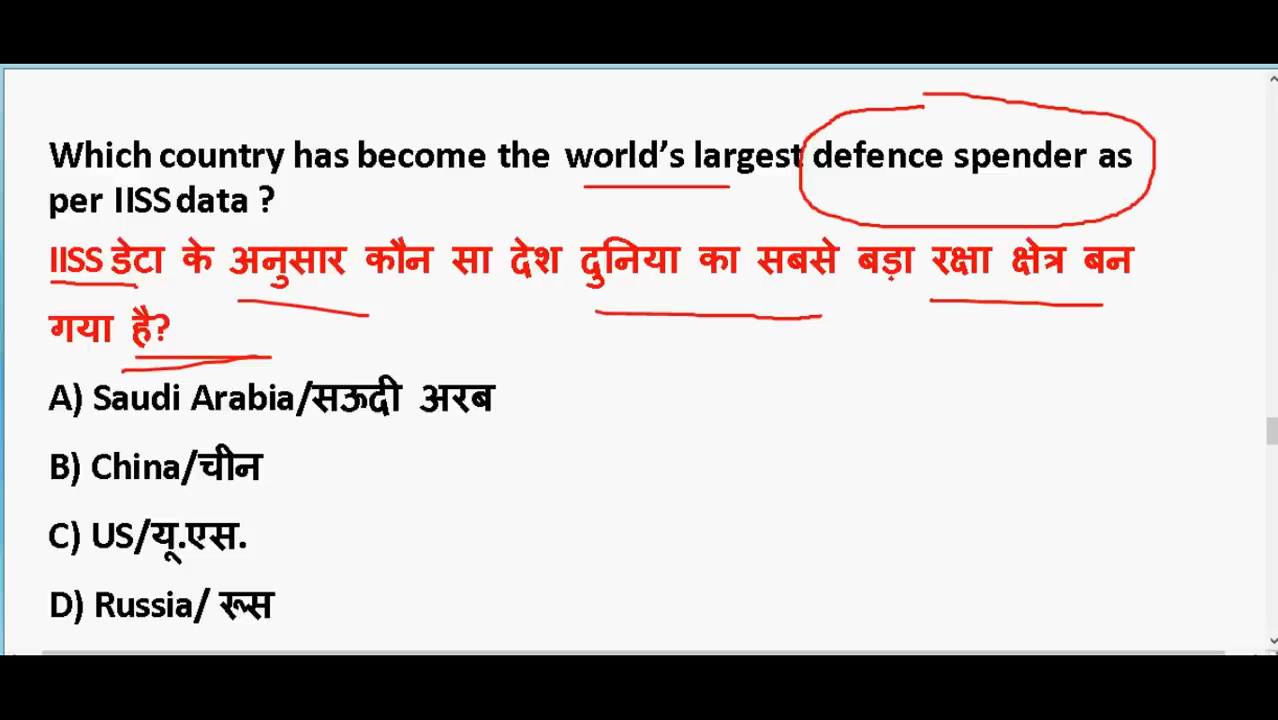 Which country has become the world's largest defence spender as
per IISS data ?
IISS डेटा के अनुसार कौन सा देश दुनिया का सबसे बड़ा रक्षा क्षेत्र बन
गया है?
A) Saudi Arabia/सऊदी अरब
B) China/चीन
C) US/यू.एस.
D) Russia/ रूस